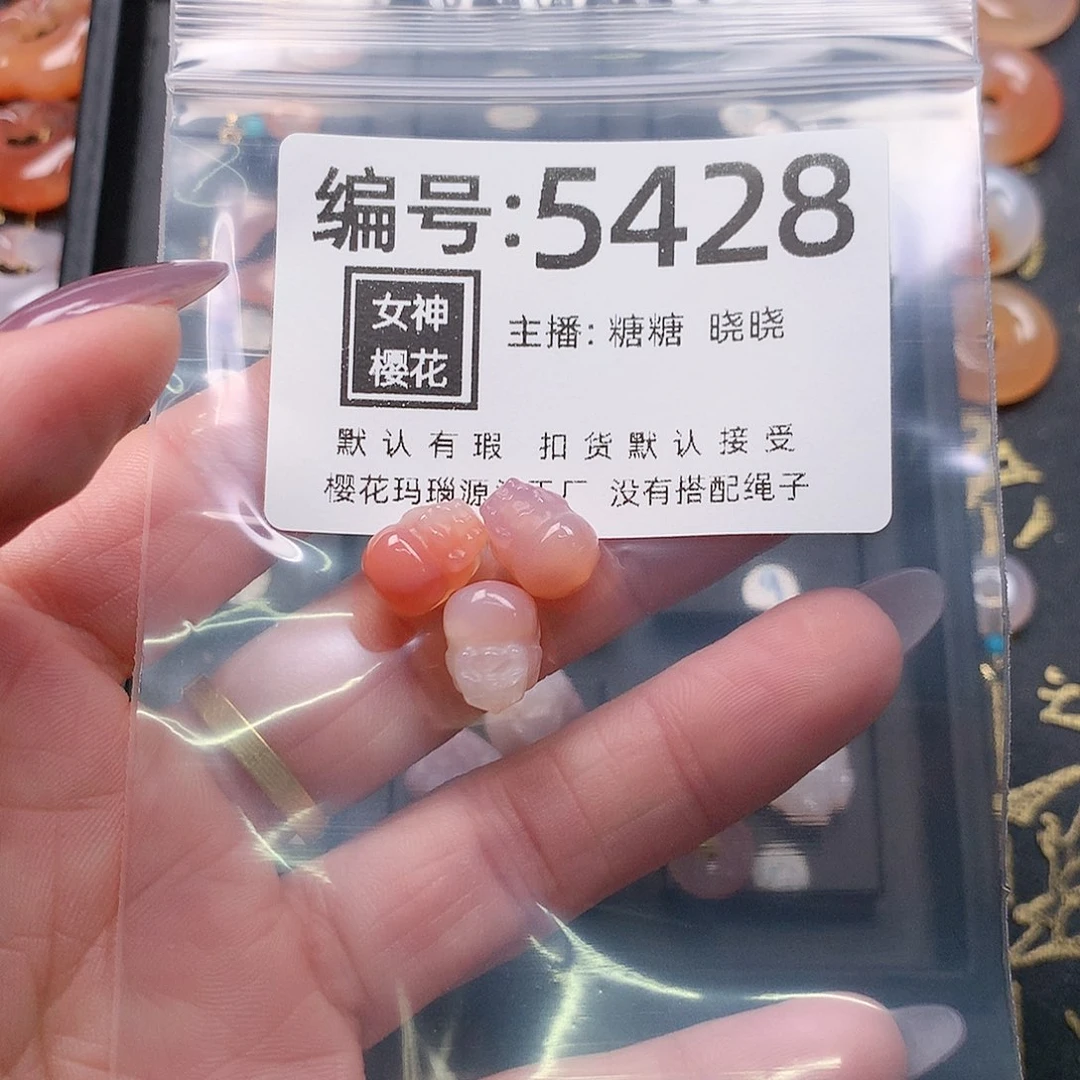 编号:5428
女神
樱花
主播:糖糖 晓晓
默认有瑕 扣货默认接受
樱花玛瑙源 厂 没有搭配绳子
之